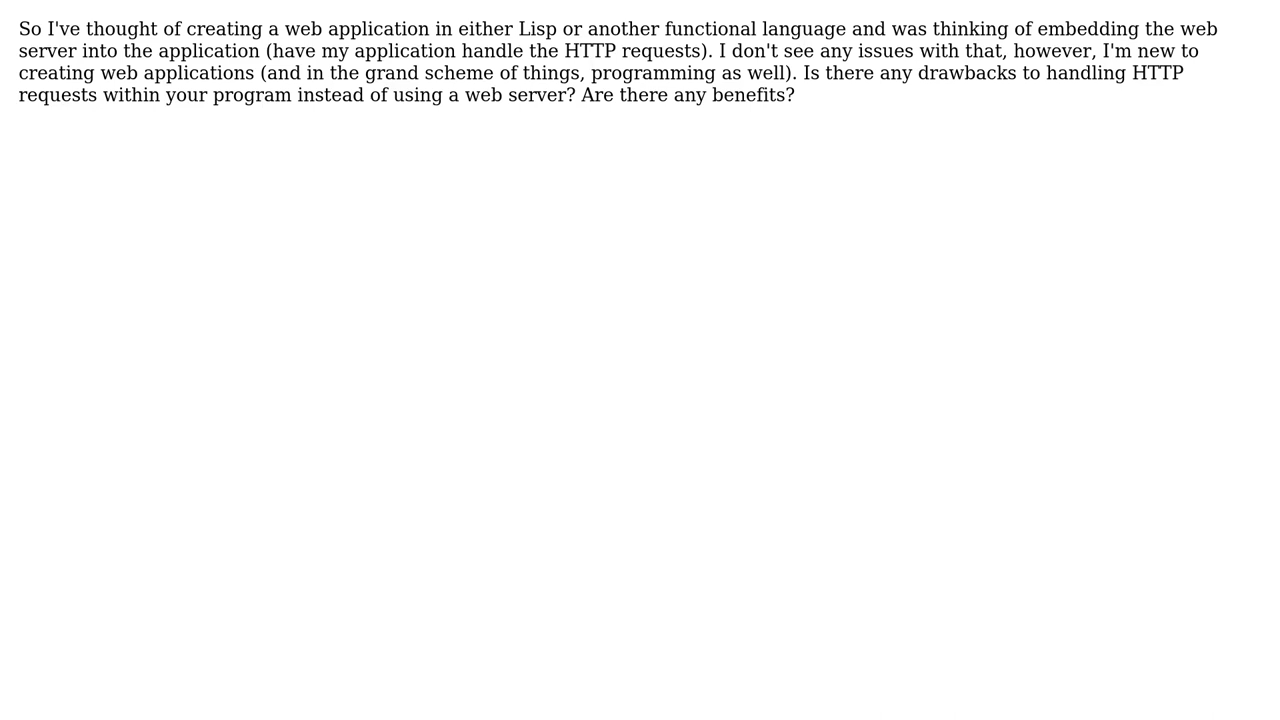 So I've thought of creating a web application in either Lisp or another functional language and was thinking of embedding the web
server into the application (have my application handle the HTTP requests). I don't see any issues with that, however, I'm new to
creating web applications (and in the grand scheme of things, programming as well). Is there any drawbacks to handling HTTP
requests within your program instead of using a web server? Are there any benefits?